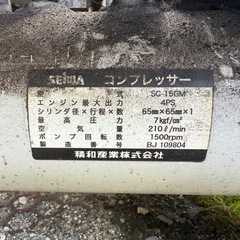 SEIWA コンプレッサー
型式 SC-15GM
エンジン最大出力 4PS
シリンダ径×行程×数 65㎜×65㎜×1
最高圧力 7kgf/㎠
空気量 210ℓ/min
ポンプ回転数 1500rpm
製造番号 BJ 109804
精和産業株式会社